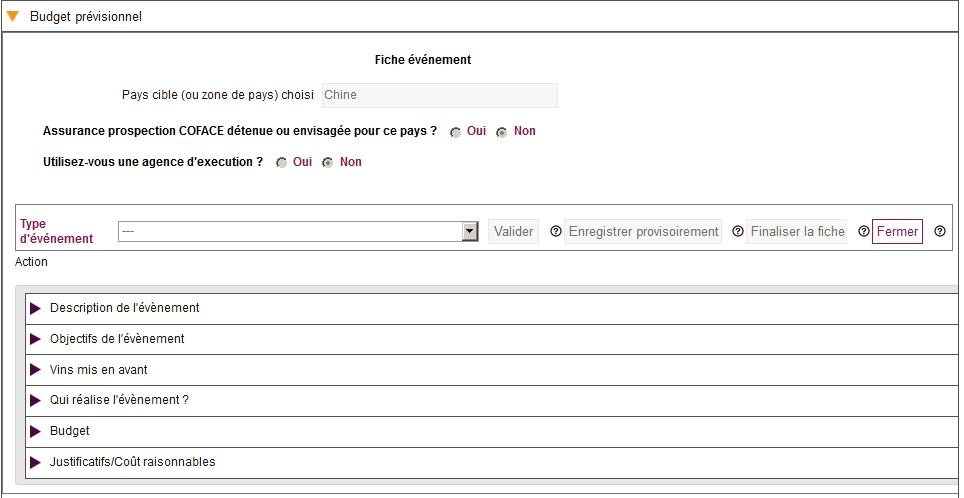 Budget prévisionnel
Fiche événement
Pays cible (ou zone de pays) choisi Chine
Assurance prospection COFACE détenue ou envisagée pour ce pays ? Oui Non
Utilisez-vous une agence d'execution ? Oui Non
Type
d'événement --- Valider ? Enregistrer provisoirement ? Finaliser la fiche ? Fermer ?
Action
Description de l'évènement
Objectifs de l'évènement
Vins mis en avant
Qui réalise l'évènement ?
Budget
Justificatifs/Coût raisonnables